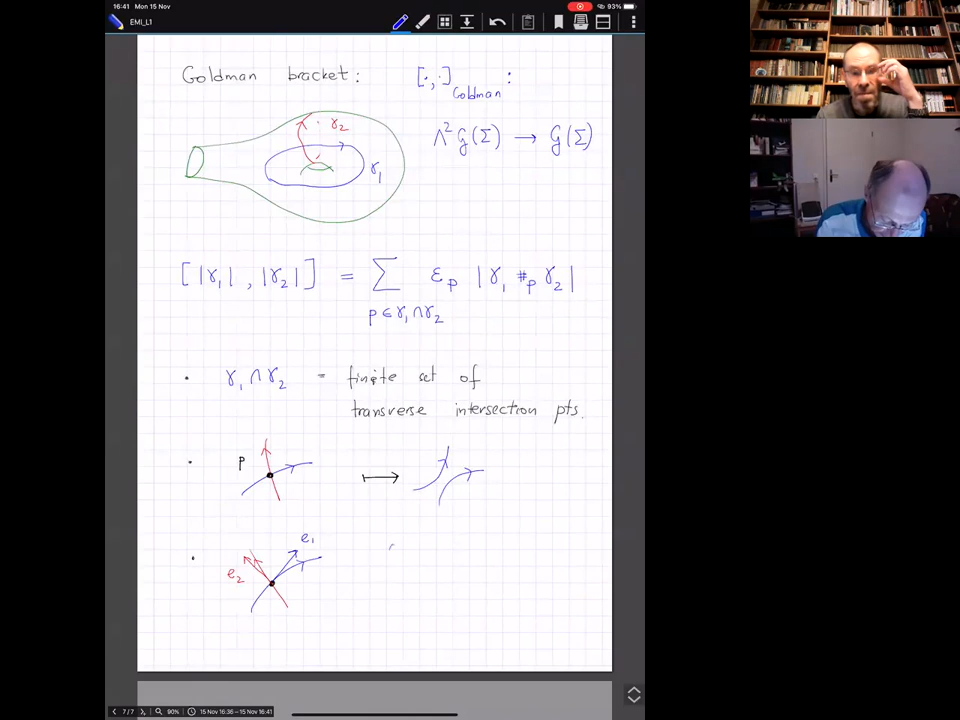 16:41 Mon 15 Nov
93%
EMI_L1
Goldman bracket: [·,·]Goldman :
γ2
Λ²G(Σ) → G(Σ)
γ1
[ |γ1| , |γ2| ] = Σ εp |γ1 #p γ2|
p∈γ1∩γ2
· γ1∩γ2 = finite set of
transverse intersection pts.
· p ↦
· e1
e2
7/7 90% 15 Nov 16:36 – 15 Nov 16:41